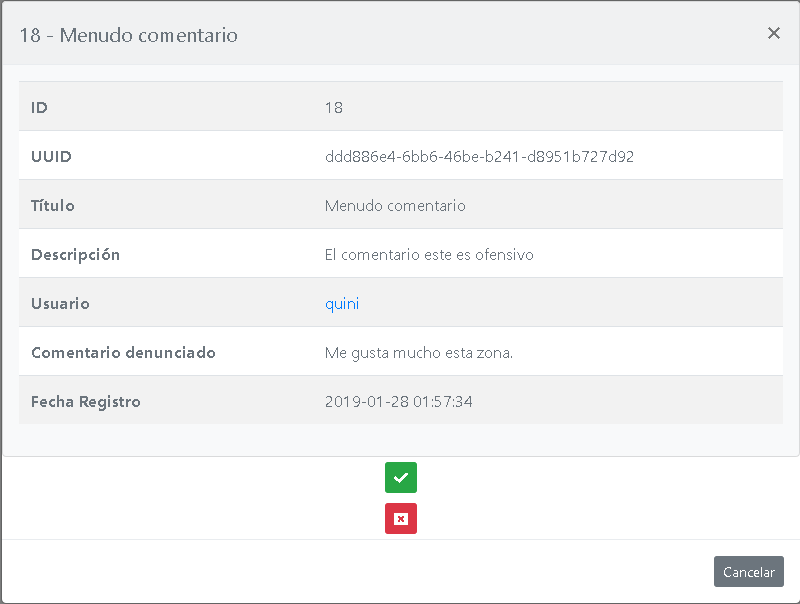 18 - Menudo comentario
ID 18
UUID ddd886e4-6bb6-46be-b241-d8951b727d92
Título Menudo comentario
Descripción El comentario este es ofensivo
Usuario quini
Comentario denunciado Me gusta mucho esta zona.
Fecha Registro 2019-01-28 01:57:34
Cancelar